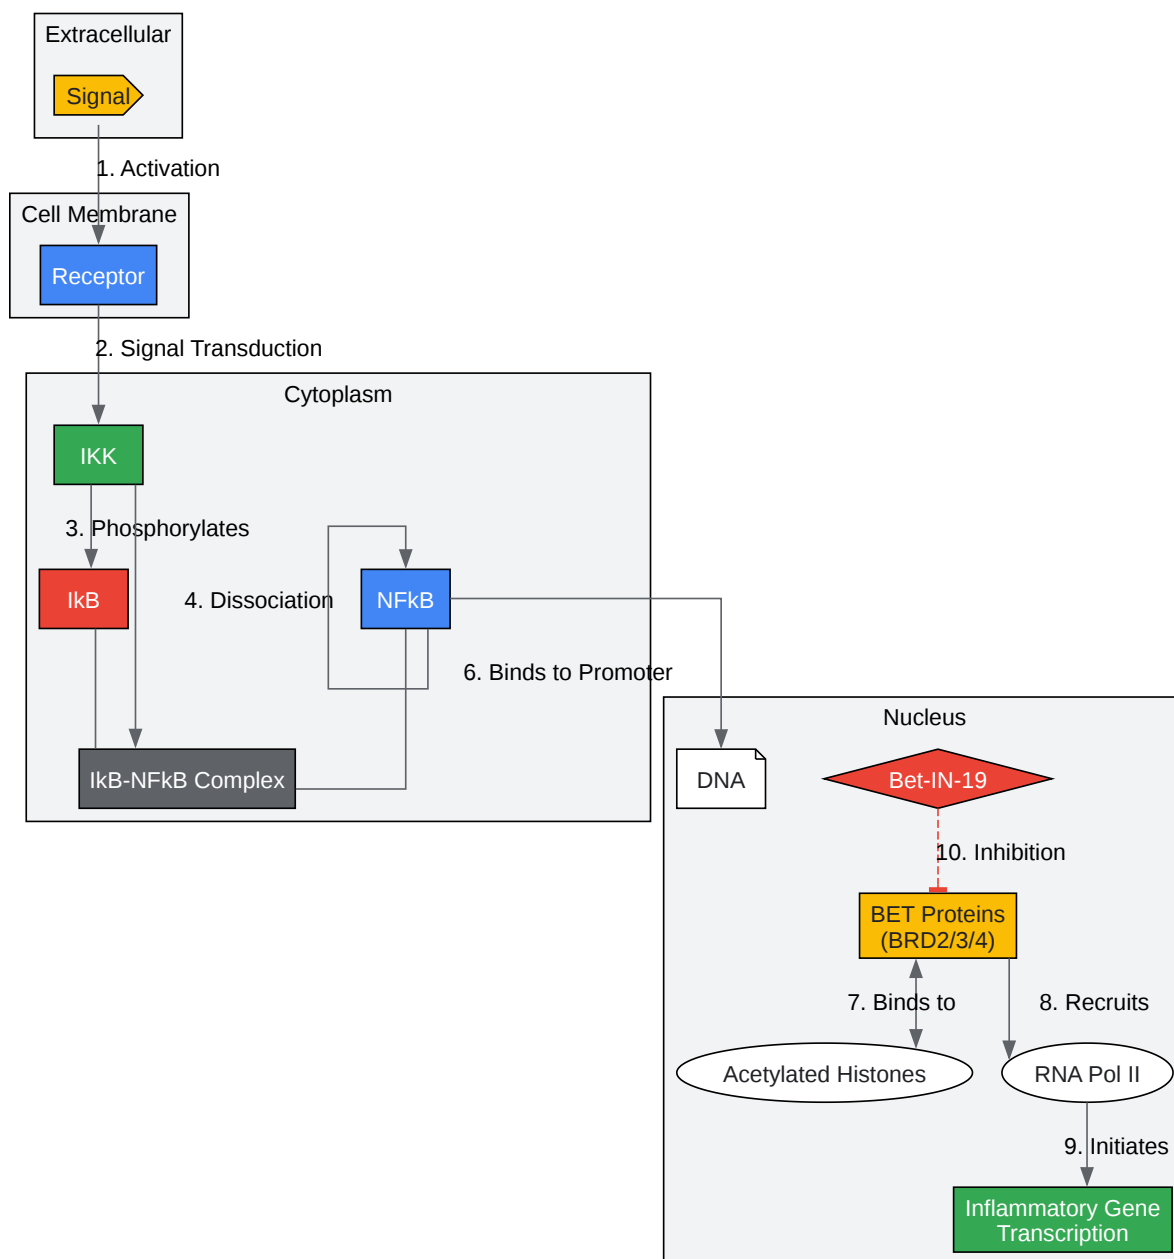 Extracellular
Signal
1. Activation
Cell Membrane
Receptor
2. Signal Transduction
Cytoplasm
IKK
3. Phosphorylates
IkB
4. Dissociation
NFkB
6. Binds to Promoter
IkB-NFkB Complex
Nucleus
DNA
Bet-IN-19
10. Inhibition
BET Proteins
(BRD2/3/4)
7. Binds to
8. Recruits
Acetylated Histones
RNA Pol II
9. Initiates
Inflammatory Gene
Transcription